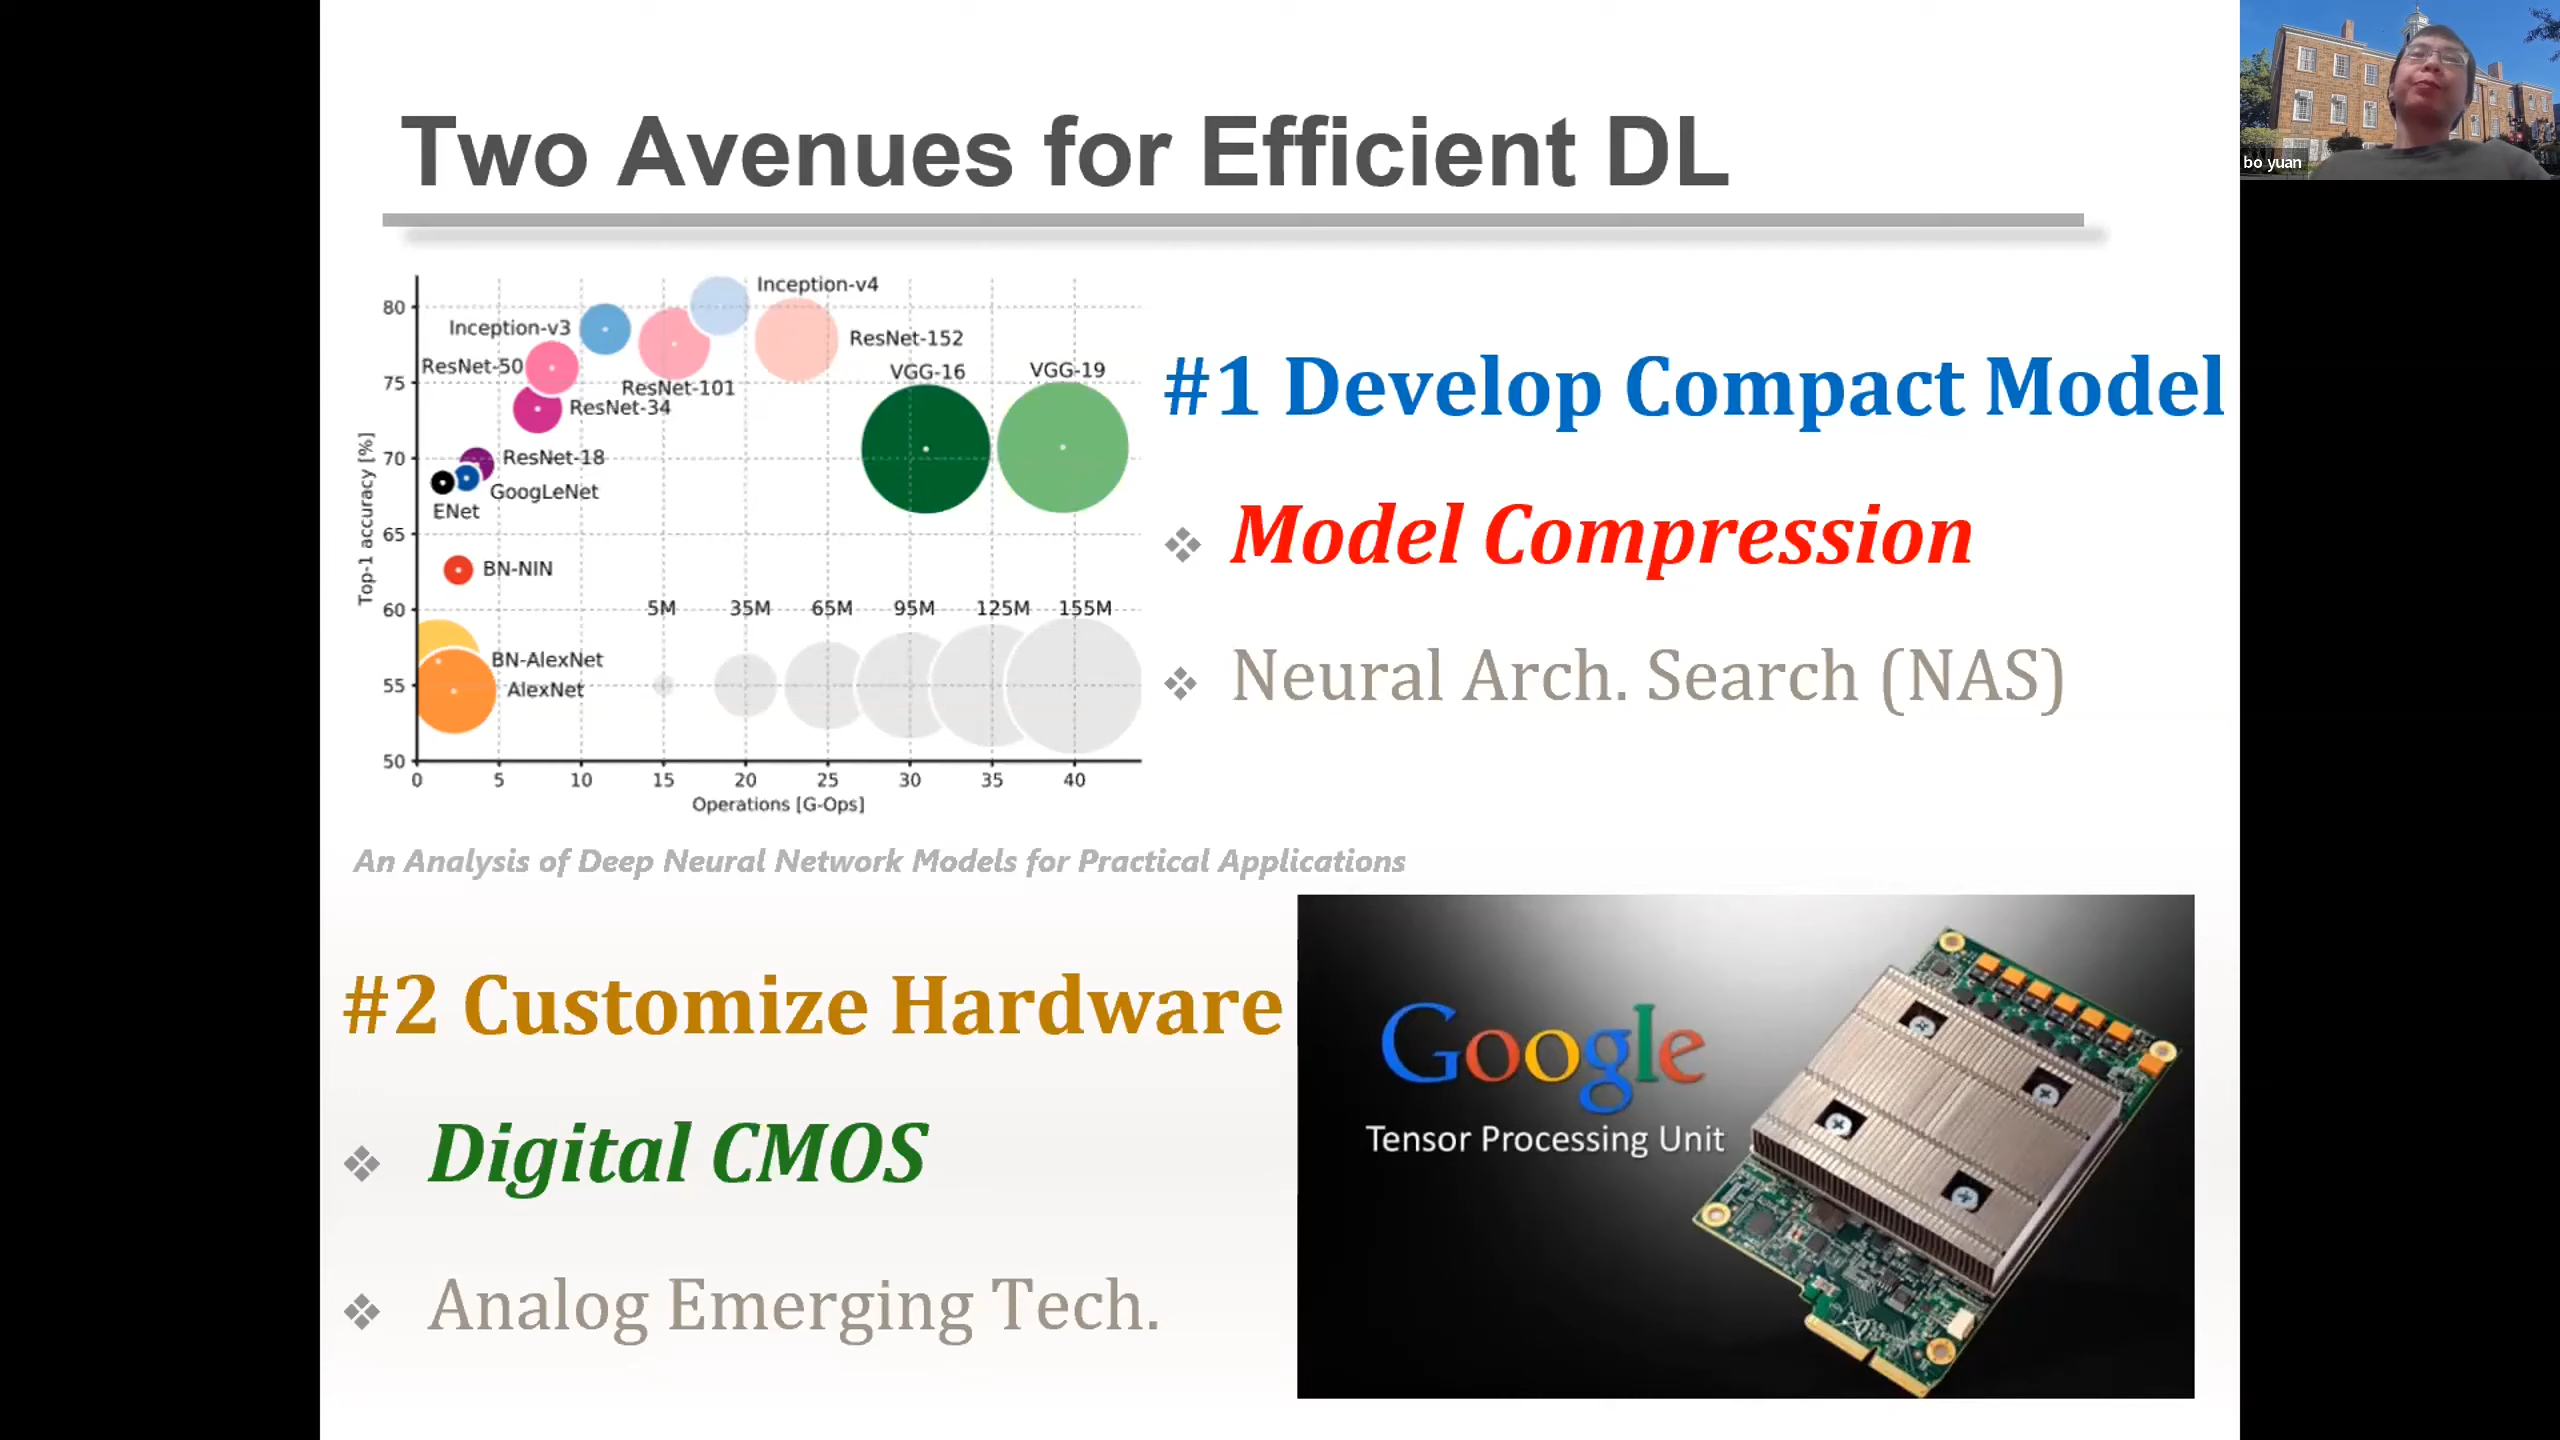 Two Avenues for Efficient DL
bo yuan
Inception-v4
Inception-v3
ResNet-152
ResNet-50
VGG-16
VGG-19
ResNet-101
ResNet-34
ResNet-18
GoogLeNet
ENet
BN-NIN
5M 35M 65M 95M 125M 155M
BN-AlexNet
AlexNet
80
75
70
65
60
55
50
Top-1 accuracy [%]
0 5 10 15 20 25 30 35 40
Operations [G-Ops]
#1 Develop Compact Model
Model Compression
Neural Arch. Search (NAS)
An Analysis of Deep Neural Network Models for Practical Applications
#2 Customize Hardware
Digital CMOS
Analog Emerging Tech.
Google
Tensor Processing Unit